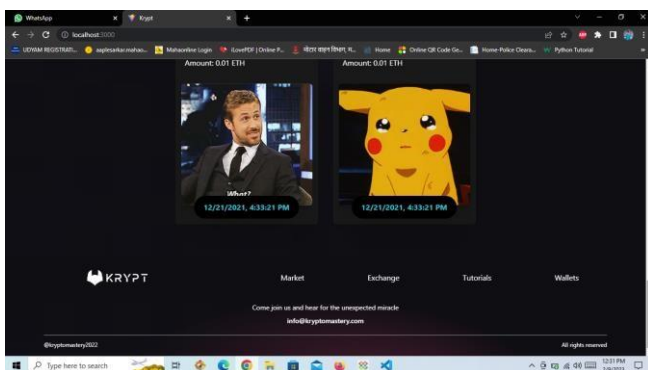 WhatsApp
Krypt
localhost:3000
UDYAM REGISTRATI...
aaplesarkar.mahao...
Mahaonline Login
iLovePDF | Online P...
Home
Online QR Code Ge...
Home-Police Cleara...
Python Tutorial
Amount: 0.01 ETH
Amount: 0.01 ETH
What?
12/21/2021, 4:33:21 PM
12/21/2021, 4:33:21 PM
KRYPT
Market
Exchange
Tutorials
Wallets
Come join us and hear for the unexpected miracle
info@kryptomastery.com
@kryptomastery2022
All rights reserved
Type here to search
12:31 PM